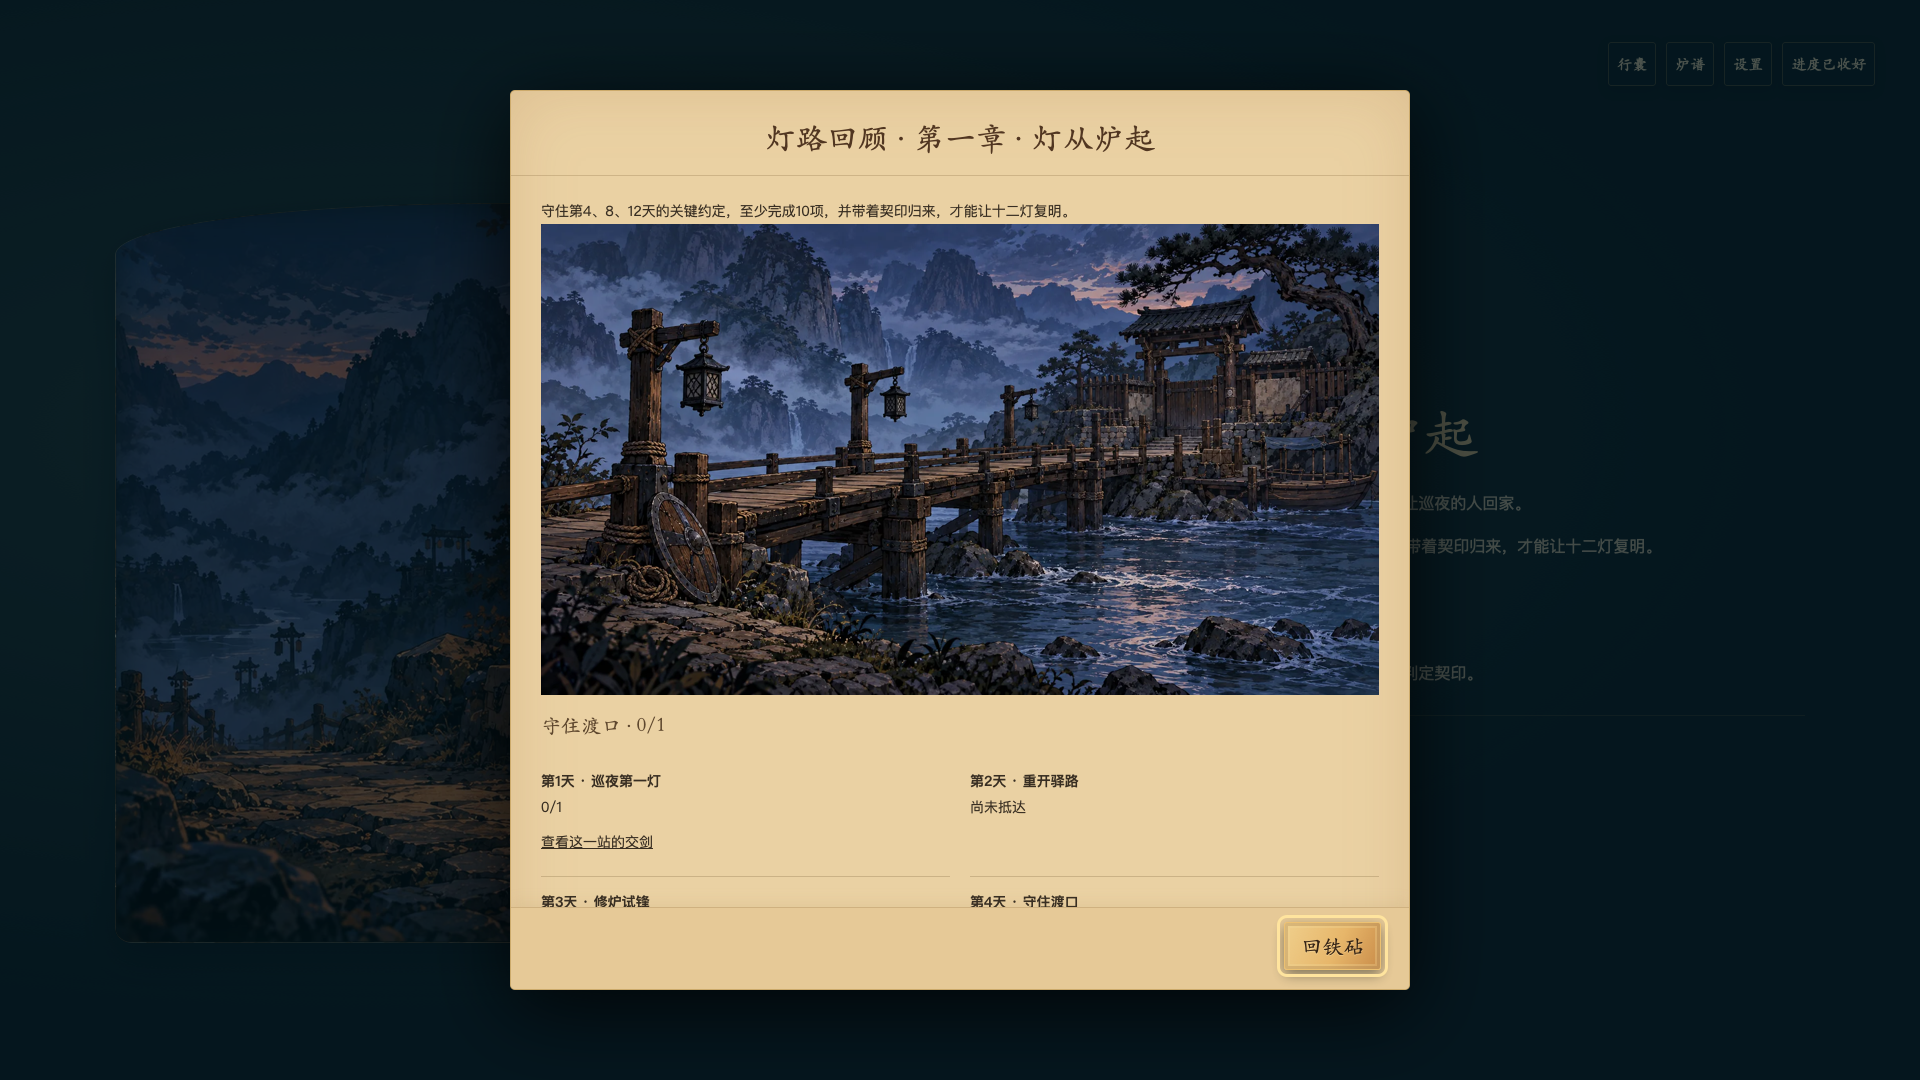 行囊 炉谱 设置 进度已收好
灯路回顾 · 第一章 · 灯从炉起
守住第4、8、12天的关键约定，至少完成10项，并带着契印归来，才能让十二灯复明。
起
让巡夜的人回家。
带着契印归来，才能让十二灯复明。
判定契印。
守住渡口 · 0/1
第1天 · 巡夜第一灯
0/1
查看这一站的交剑
第2天 · 重开驿路
尚未抵达
第3天 · 修炉试锋
第4天 · 守住渡口
回铁砧